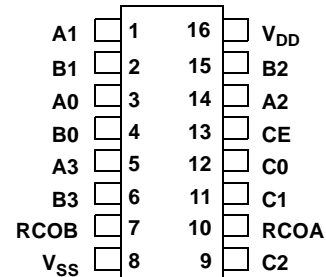 A1 1 16 VDD
B1 2 15 B2
A0 3 14 A2
B0 4 13 CE
A3 5 12 C0
B3 6 11 C1
RCOB 7 10 RCOA
VSS 8 9 C2